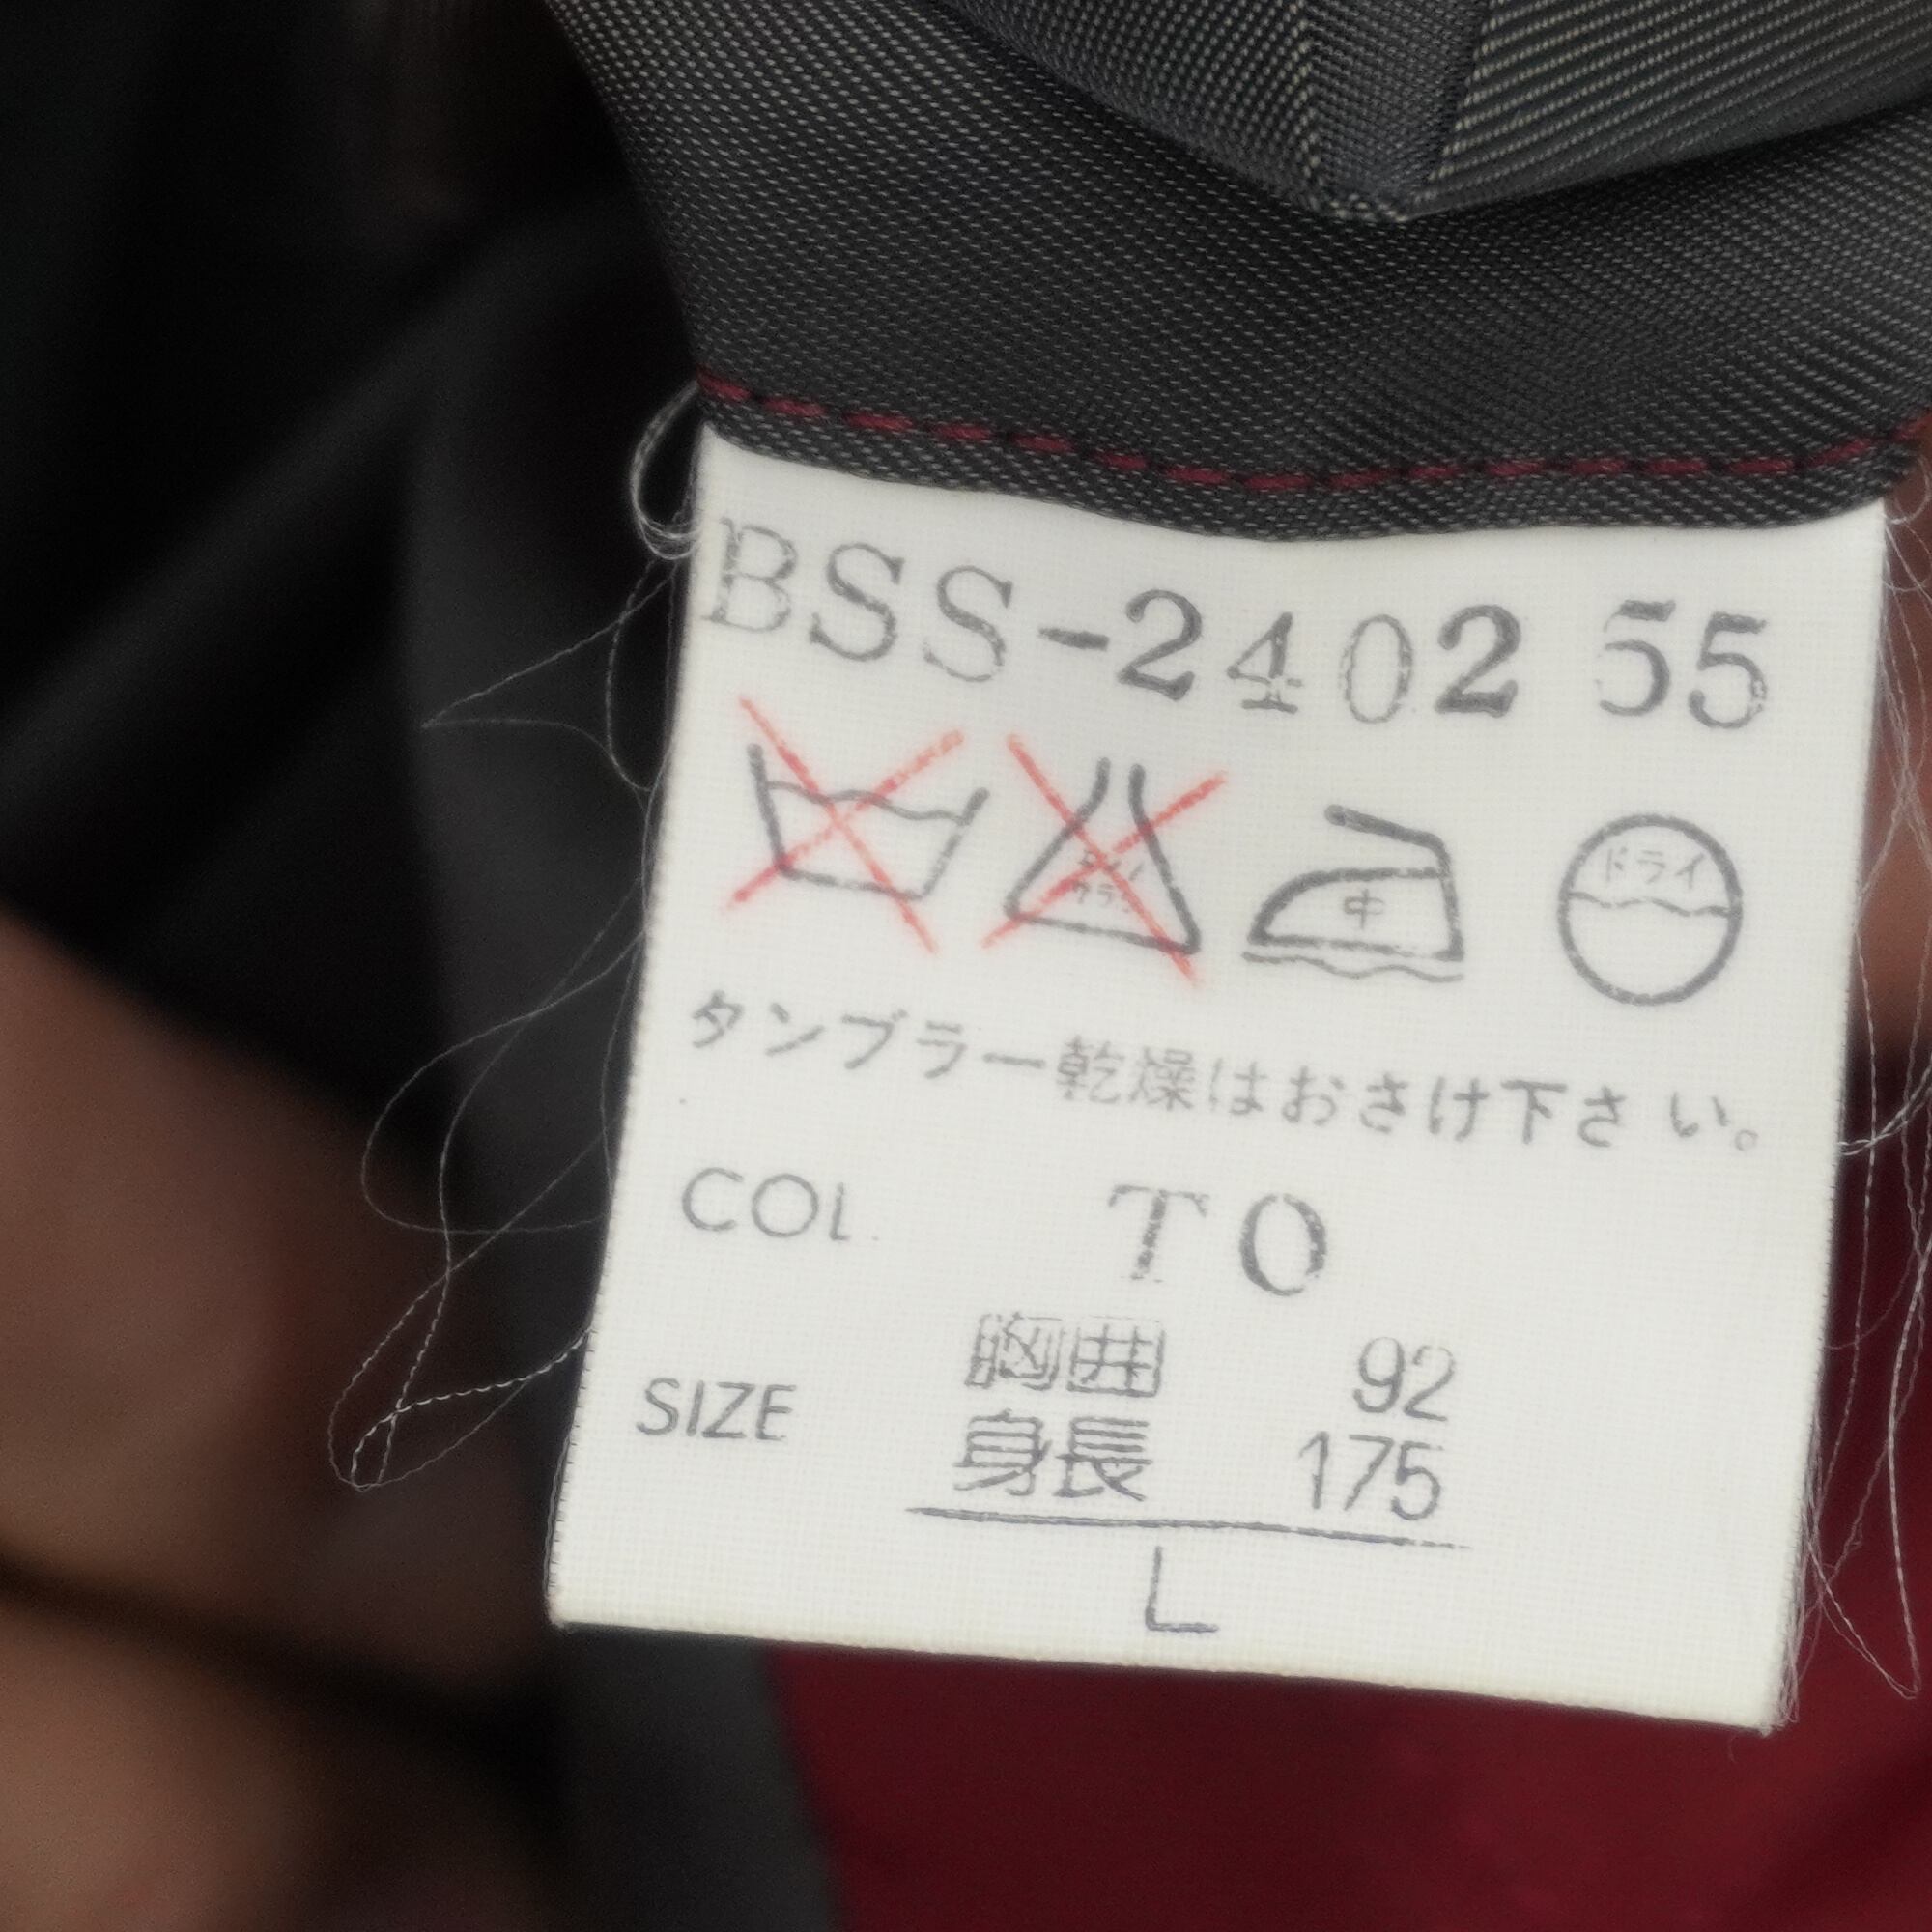 BSS-2402 55
中 ドライ
タンブラー乾燥はおさけ下さい。
COL. TO
胸囲 92
SIZE
身長 175
L